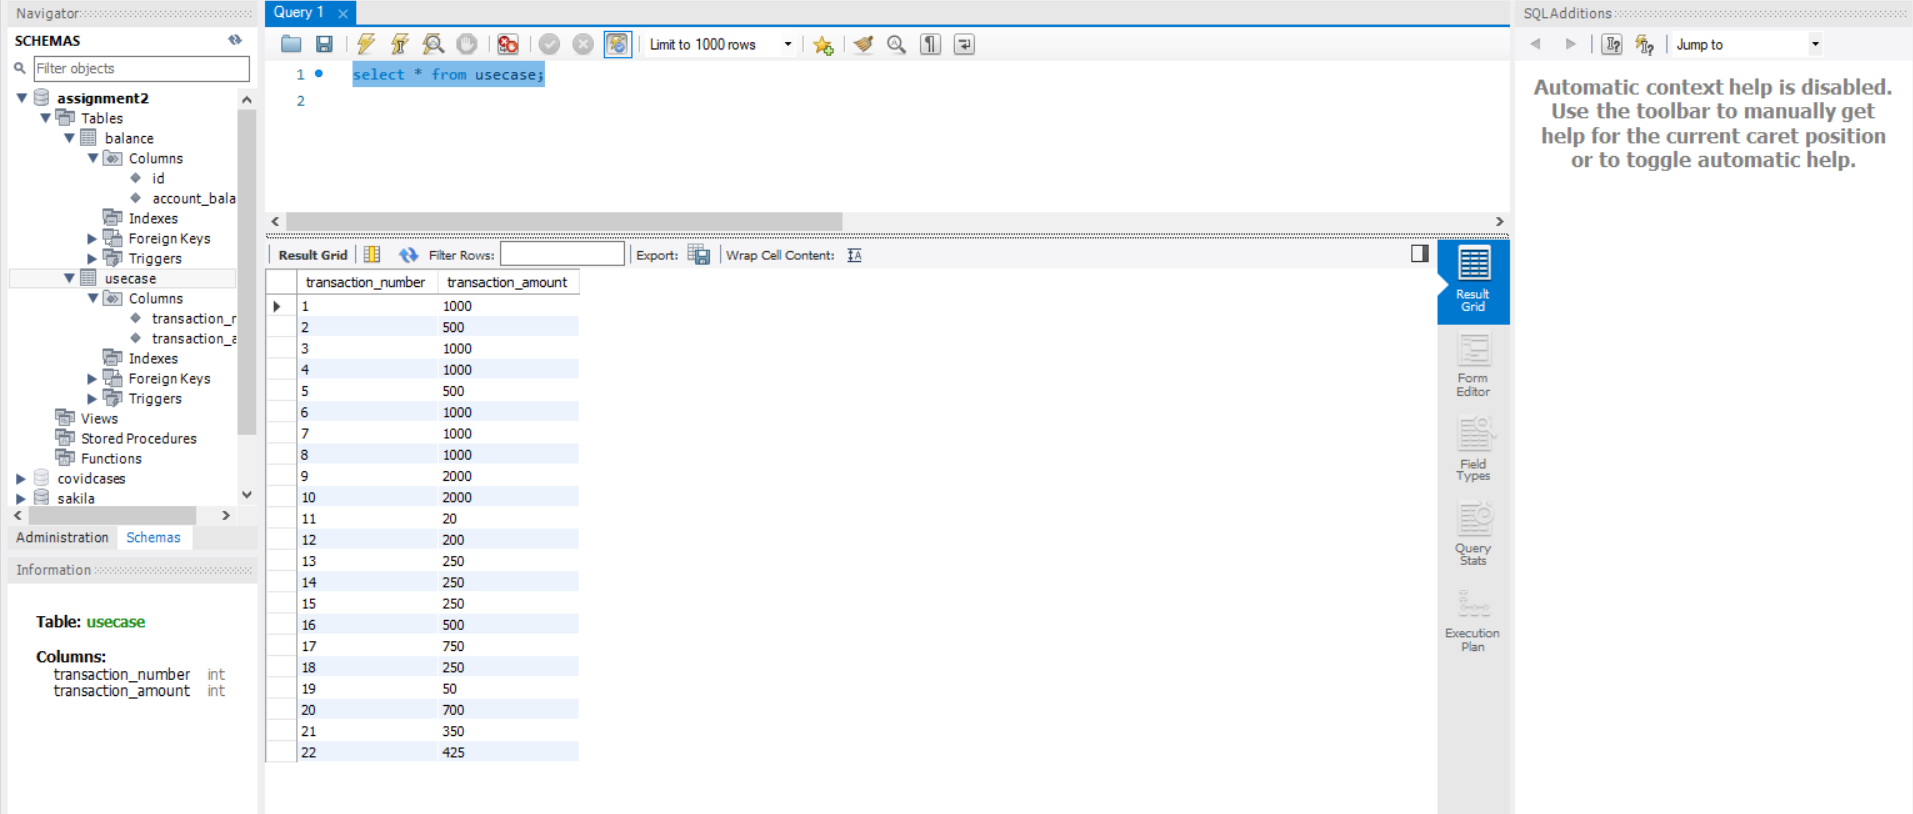 Navigator
SCHEMAS
Filter objects
assignment2
Tables
balance
Columns
id
account_bala
Indexes
Foreign Keys
Triggers
usecase
Columns
transaction_r
transaction_a
Indexes
Foreign Keys
Triggers
Views
Stored Procedures
Functions
covidcases
sakila
Administration Schemas
Information
Table: usecase
Columns:
transaction_number int
transaction_amount int
Query 1
Limit to 1000 rows
1 select * from usecase;
2
Result Grid Filter Rows: Export: Wrap Cell Content:
transaction_number transaction_amount
1 1000
2 500
3 1000
4 1000
5 500
6 1000
7 1000
8 1000
9 2000
10 2000
11 20
12 200
13 250
14 250
15 250
16 500
17 750
18 250
19 50
20 700
21 350
22 425
Result
Grid
Form
Editor
Field
Types
Query
Stats
Execution
Plan
SQLAdditions
Jump to
Automatic context help is disabled.
Use the toolbar to manually get
help for the current caret position
or to toggle automatic help.